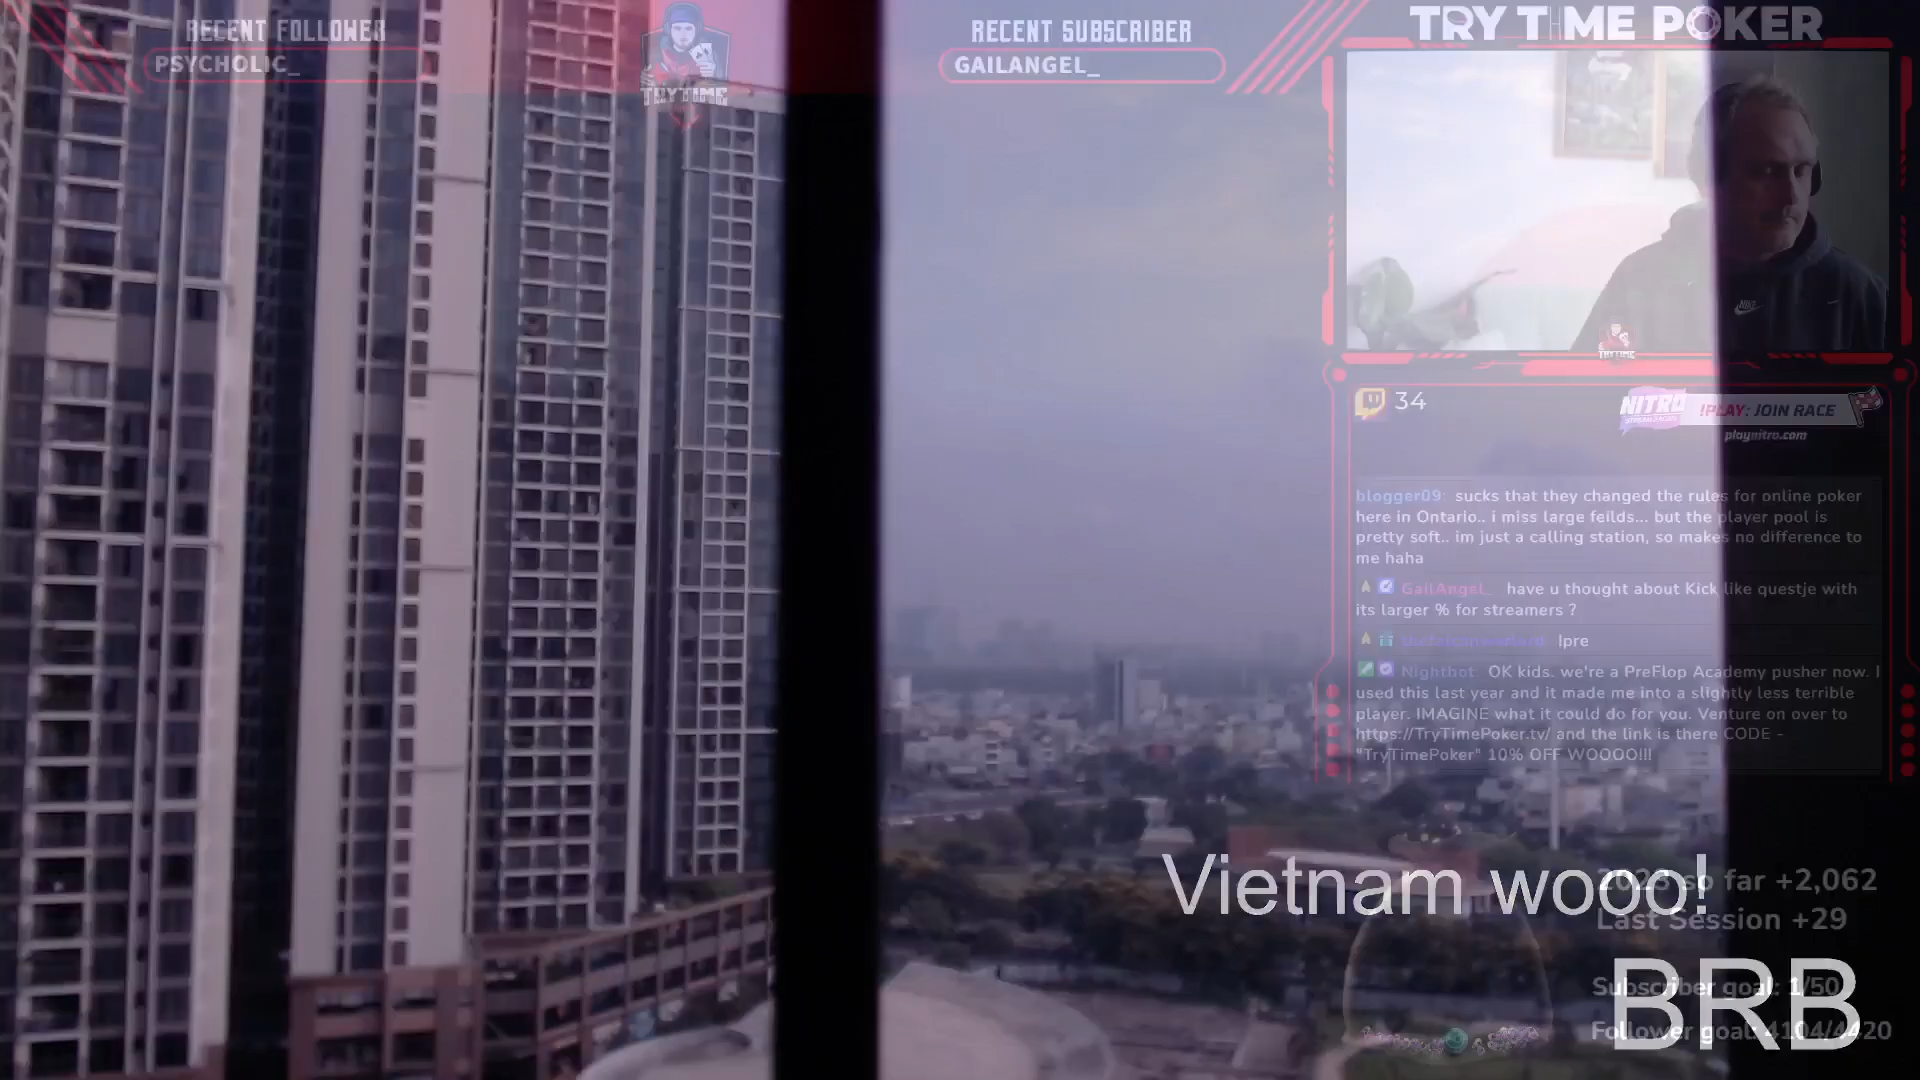 RECENT FOLLOWER
PSYCHOLIC_
TRYTIME
RECENT SUBSCRIBER
GAILANGEL_
TRY TIME POKER
TRYTIME
34
NITRO
!PLAY: JOIN RACE
playnitro.com
blogger09: sucks that they changed the rules for online poker
here in Ontario.. i miss large feilds... but the player pool is
pretty soft.. im just a calling station, so makes no difference to
me haha
GailAngel_ have u thought about Kick like questje with
its larger % for streamers ?
!pre
Nightbot: OK kids. we're a PreFlop Academy pusher now. I
used this last year and it made me into a slightly less terrible
player. IMAGINE what it could do for you. Venture on over to
https://TryTimePoker.tv/ and the link is there CODE -
"TryTimePoker" 10% OFF WOOOO!!!
Vietnam wooo!
2023 so far +2,062
Last Session +29
BRB
Subscriber goal: 1/50
Follower goal: 4104/4420